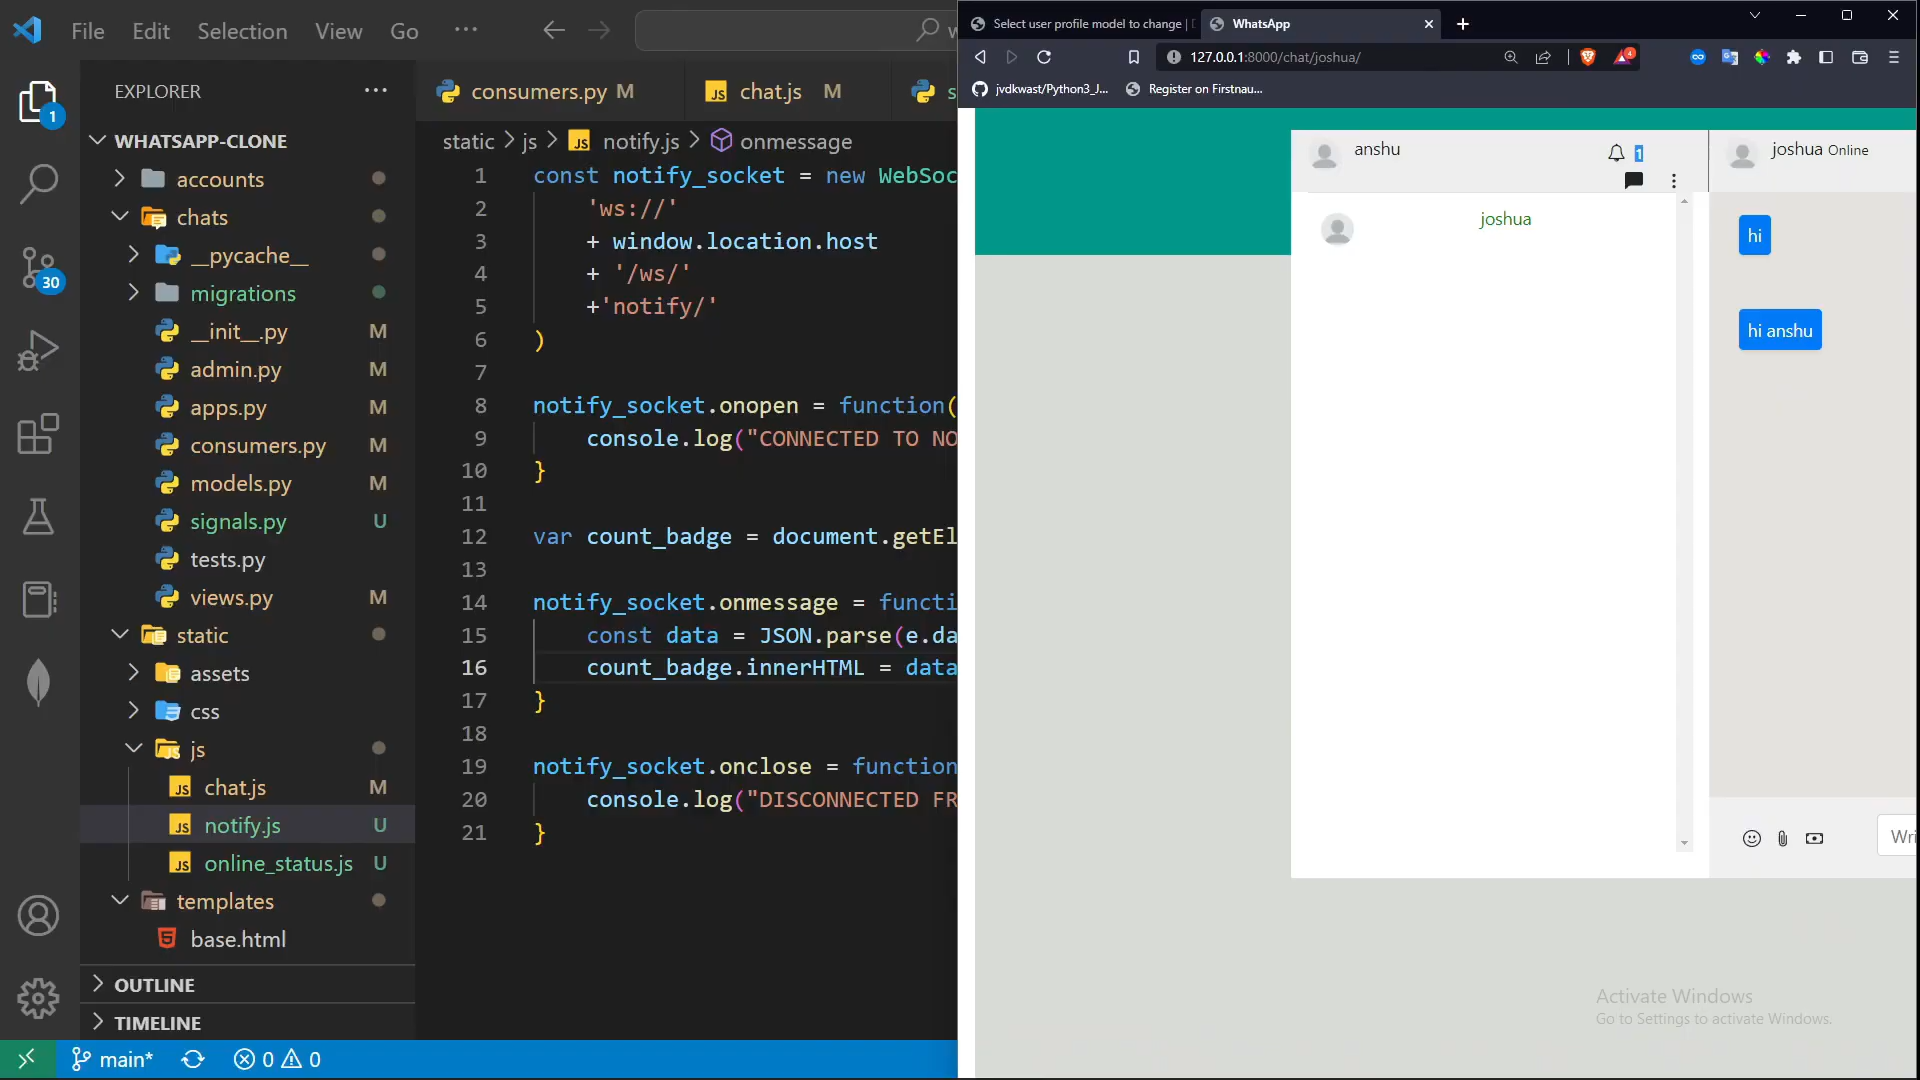 File Edit Selection View Go
EXPLORER
WHATSAPP-CLONE
accounts
chats
__pycache__
migrations
__init__.py M
admin.py M
apps.py M
consumers.py M
models.py M
signals.py U
tests.py
views.py M
static
assets
css
js
chat.js M
notify.js U
online_status.js U
templates
base.html
OUTLINE
TIMELINE
1
30
main* 0 0
consumers.py M chat.js M
static > js > notify.js > onmessage
1 const notify_socket = new WebSoc
2 'ws://'
3 + window.location.host
4 + '/ws/'
5 +'notify/'
6 )
7
8 notify_socket.onopen = function(
9 console.log("CONNECTED TO NO
10 }
11
12 var count_badge = document.getEl
13
14 notify_socket.onmessage = functi
15 const data = JSON.parse(e.da
16 count_badge.innerHTML = data
17 }
18
19 notify_socket.onclose = function
20 console.log("DISCONNECTED FR
21 }
Select user profile model to change |
WhatsApp
127.0.0.1:8000/chat/joshua/
4
jvdkwast/Python3_J...
Register on Firstnau...
anshu 1
joshua
joshua Online
hi
hi anshu
Wri
Activate Windows
Go to Settings to activate Windows.